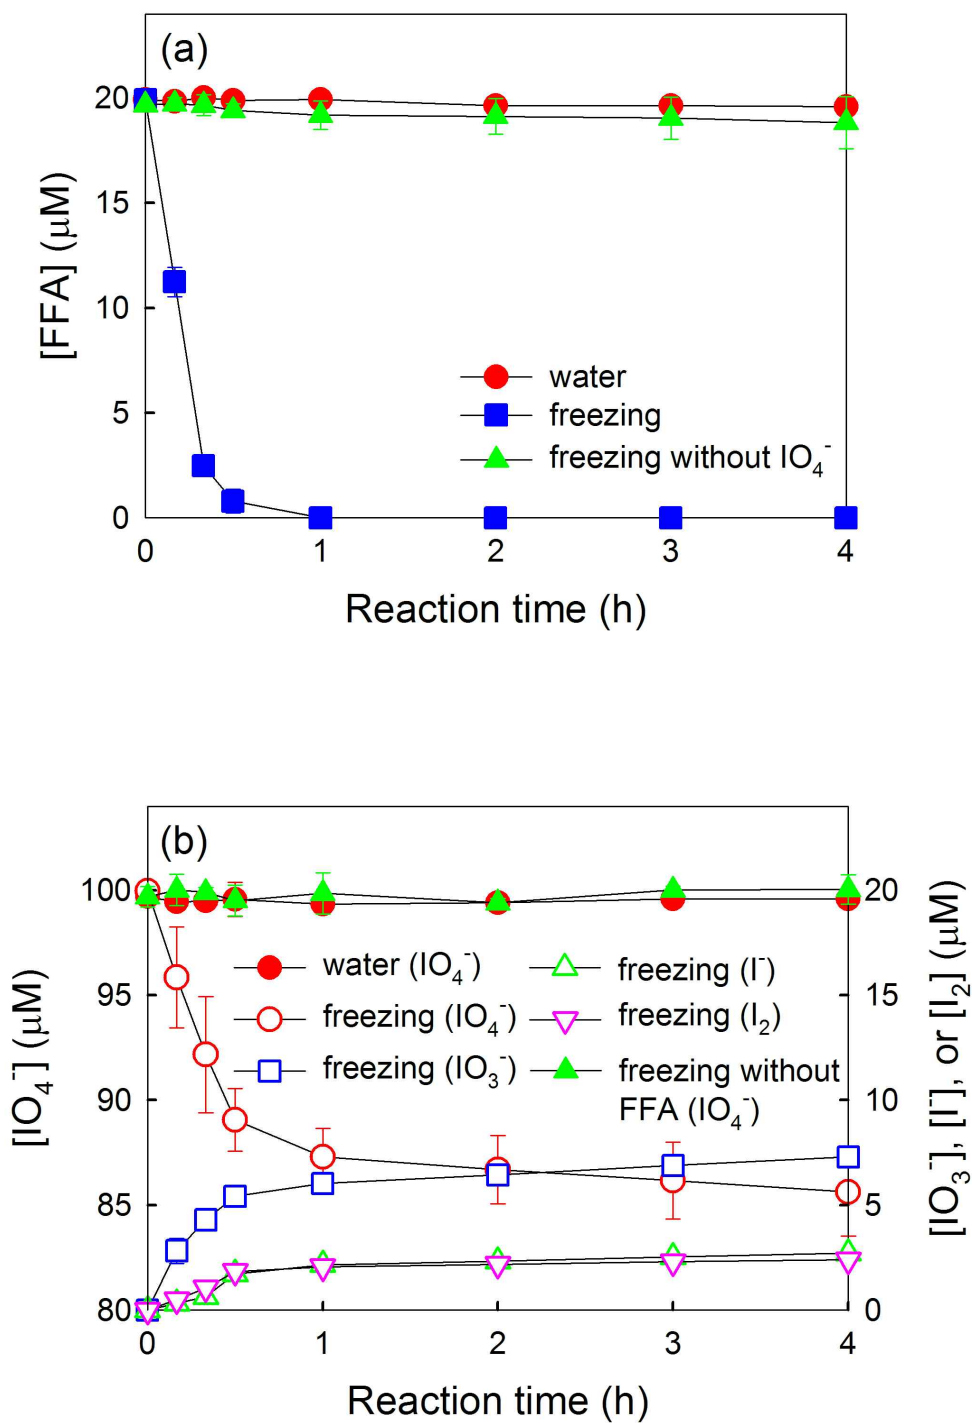 (a)
20
15
10
5
0
[FFA] (μM)
water
freezing
freezing without IO₄⁻
0 1 2 3 4
Reaction time (h)
(b)
100
95
90
85
80
[IO₄⁻] (μM)
water (IO₄⁻)
freezing (IO₄⁻)
freezing (IO₃⁻)
freezing (I⁻)
freezing (I₂)
freezing without
FFA (IO₄⁻)
20
15
10
5
0
[IO₃⁻], [I⁻], or [I₂] (μM)
0 1 2 3 4
Reaction time (h)